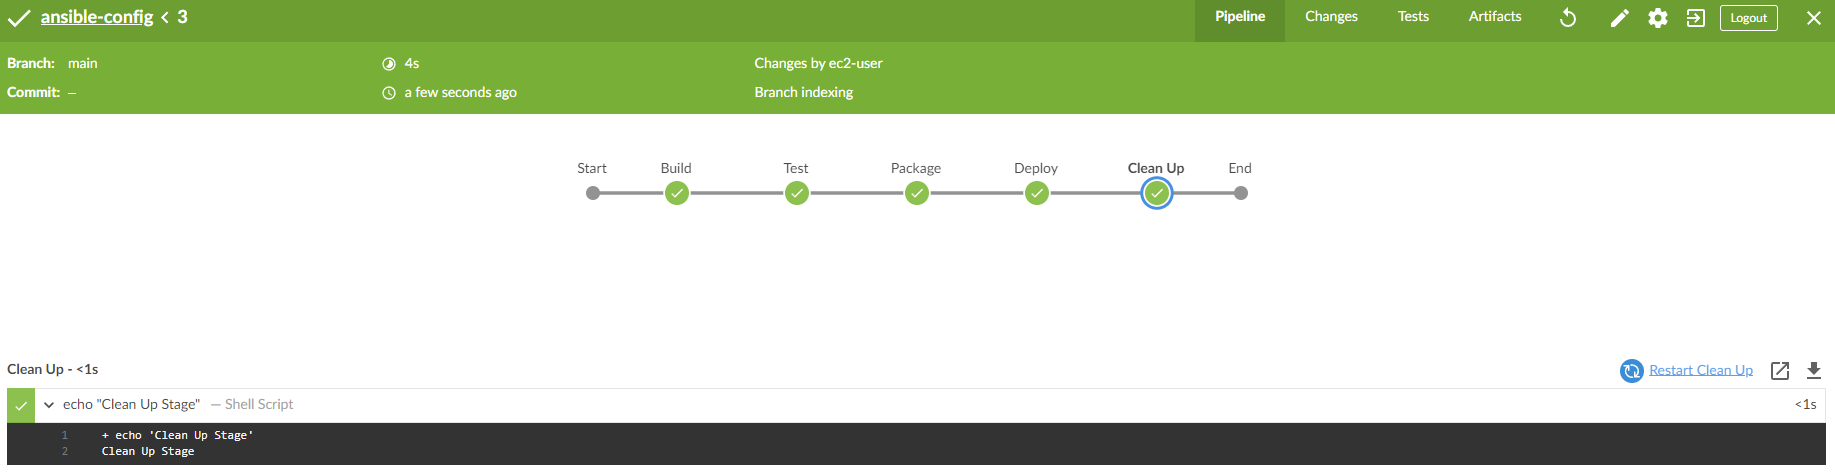 ansible-config < 3 Pipeline Changes Tests Artifacts Logout
Branch: main 4s Changes by ec2-user
Commit: — a few seconds ago Branch indexing
Start Build Test Package Deploy Clean Up End
Clean Up - <1s Restart Clean Up
echo "Clean Up Stage" — Shell Script <1s
1 + echo 'Clean Up Stage'
2 Clean Up Stage